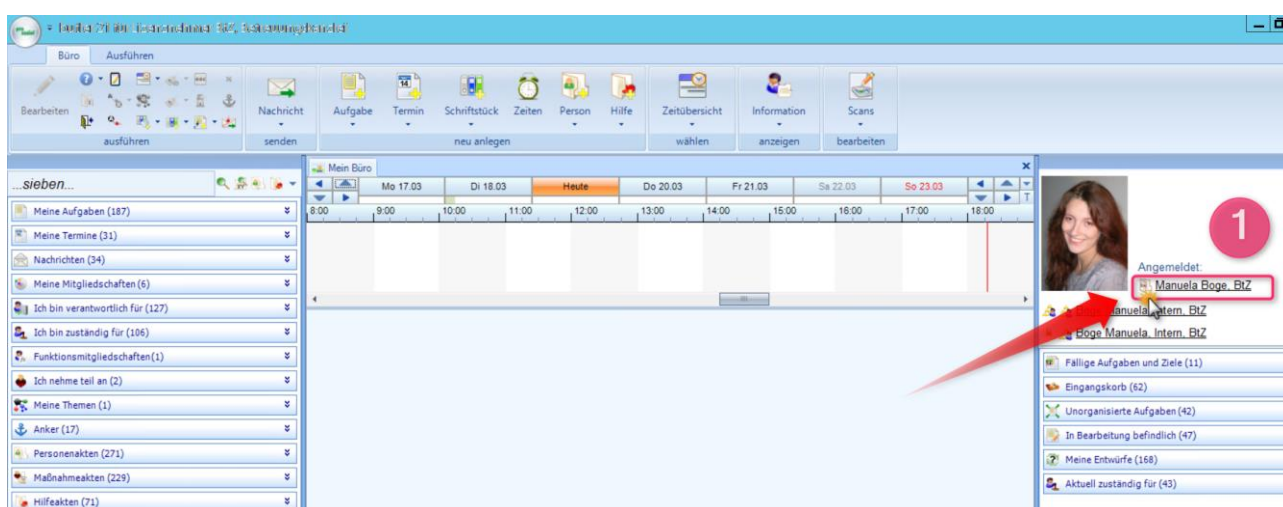 Büro Ausführen
Bearbeiten
Nachricht
Aufgabe Termin Schriftstück Zeiten Person Hilfe
Zeitübersicht
Information
Scans
ausführen senden neu anlegen wählen anzeigen bearbeiten
...sieben...
Mein Büro
Mo 17.03 Di 18.03 Heute Do 20.03 Fr 21.03 Sa 22.03 So 23.03
T
8:00 9:00 10:00 11:00 12:00 13:00 14:00 15:00 16:00 17:00 18:00
Meine Aufgaben (187)
Meine Termine (31)
Nachrichten (34)
Meine Mitgliedschaften (6)
Ich bin verantwortlich für (127)
Ich bin zuständig für (106)
Funktionsmitgliedschaften (1)
Ich nehme teil an (2)
Meine Themen (1)
Anker (17)
Personenakten (271)
Maßnahmeakten (229)
Hilfeakten (71)
1
Angemeldet:
Manuela Boge, BtZ
Boge Manuela, Intern, BtZ
Boge Manuela, Intern, BtZ
Fällige Aufgaben und Ziele (11)
Eingangskorb (62)
Unorganisierte Aufgaben (42)
In Bearbeitung befindlich (47)
Meine Entwürfe (168)
Aktuell zuständig für (43)